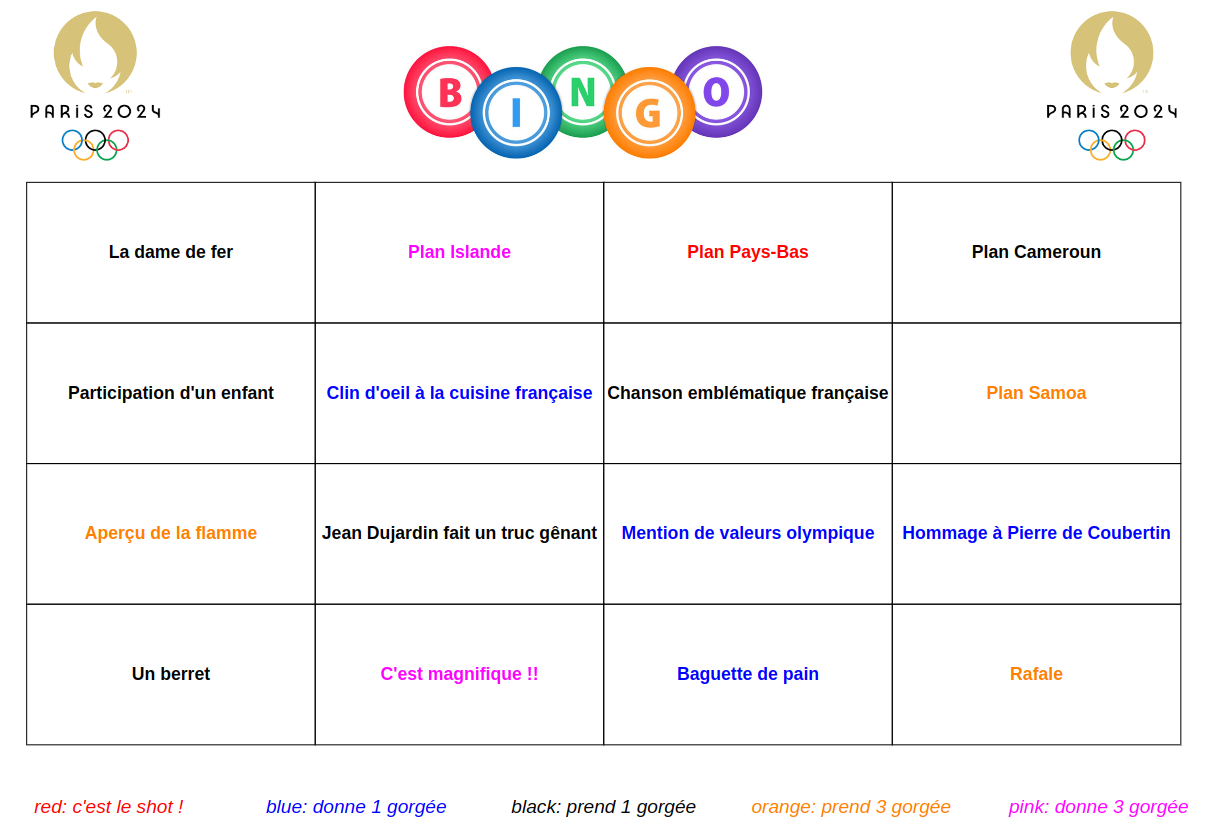 PARiS 2024
BINGO
PARiS 2024
La dame de fer
Plan Islande
Plan Pays-Bas
Plan Cameroun
Participation d'un enfant
Clin d'oeil à la cuisine française
Chanson emblématique française
Plan Samoa
Aperçu de la flamme
Jean Dujardin fait un truc gênant
Mention de valeurs olympique
Hommage à Pierre de Coubertin
Un berret
C'est magnifique !!
Baguette de pain
Rafale
red: c'est le shot !
blue: donne 1 gorgée
black: prend 1 gorgée
orange: prend 3 gorgée
pink: donne 3 gorgée